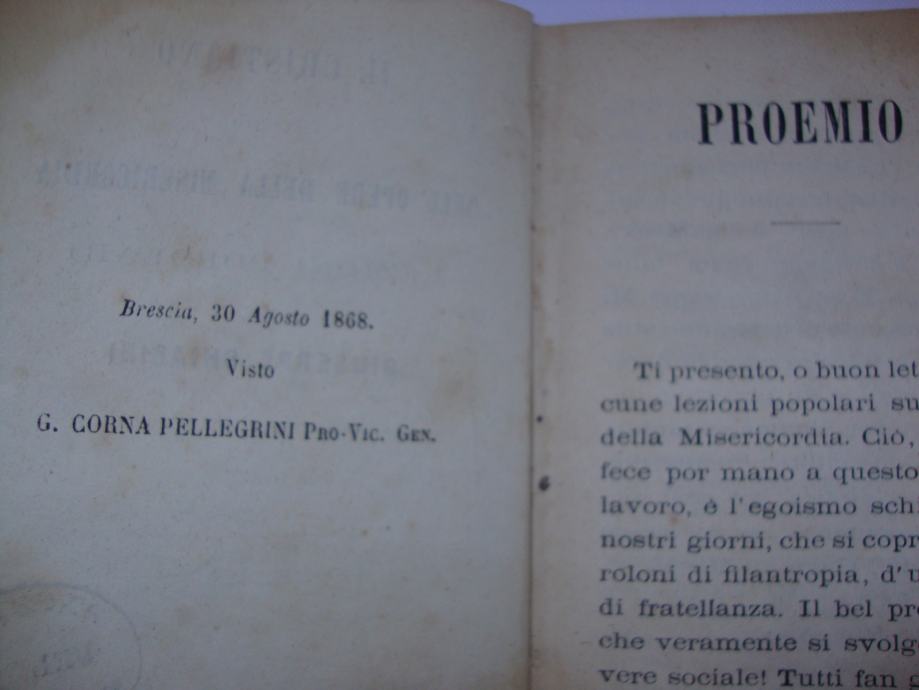 Brescia, 30 Agosto 1868.
Visto
G. CORNA PELLEGRINI PRO-VIC. GEN.
PROEMIO
Ti presento, o buon let
cune lezioni popolari su
della Misericordia. Ciò,
fece por mano a questo
lavoro, è l'egoismo schi
nostri giorni, che si copr
roloni di filantropia, d'u
di fratellanza. Il bel pr
che veramente si svolg
vere sociale! Tutti fan g